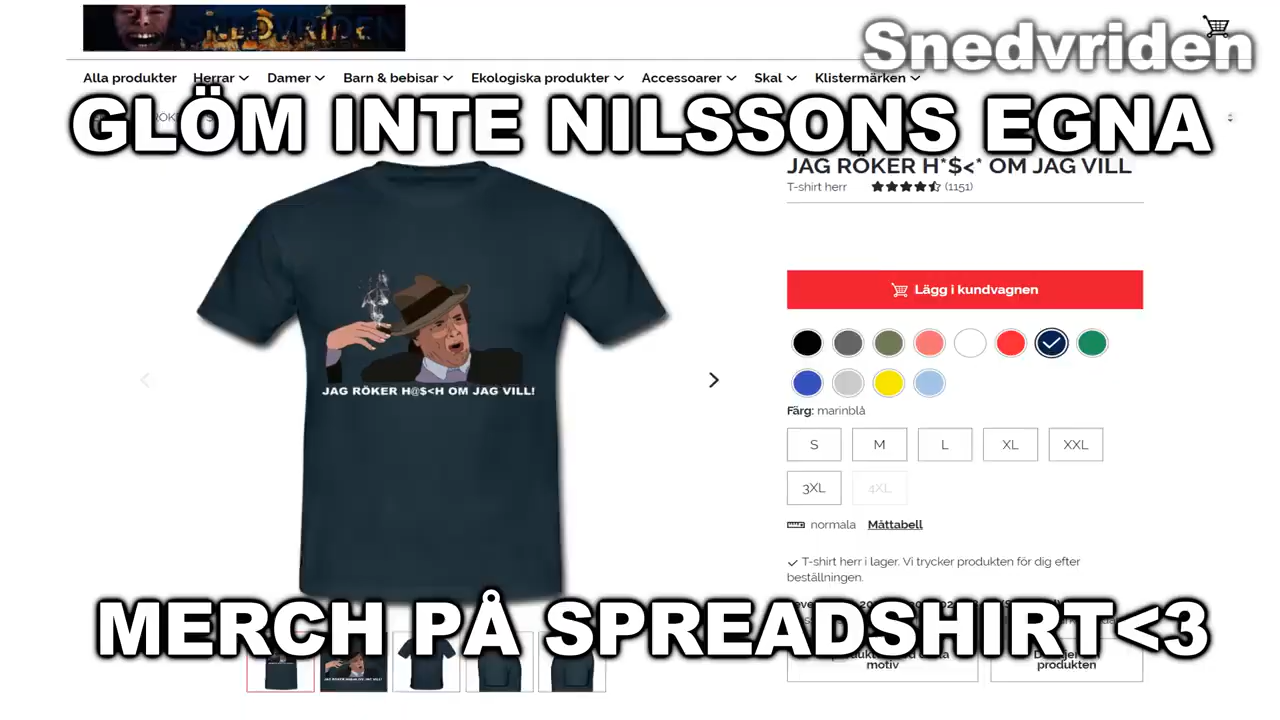 SNEDVRIDEN
Snedvriden
Alla produkter Herrar Damer Barn & bebisar Ekologiska produkter Accessoarer Skal Klistermärken
GLÖM INTE NILSSONS EGNA
JAG RÖKER H*$<* OM JAG VILL
T-shirt herr (1151)
Lägg i kundvagnen
JAG RÖKER H@$<H OM JAG VILL!
Färg: marinblå
S M L XL XXL
3XL 4XL
normala Måttabell
T-shirt herr i lager. Vi trycker produkten för dig efter
beställningen.
MERCH PÅ SPREADSHIRT<3
motiv
produkten